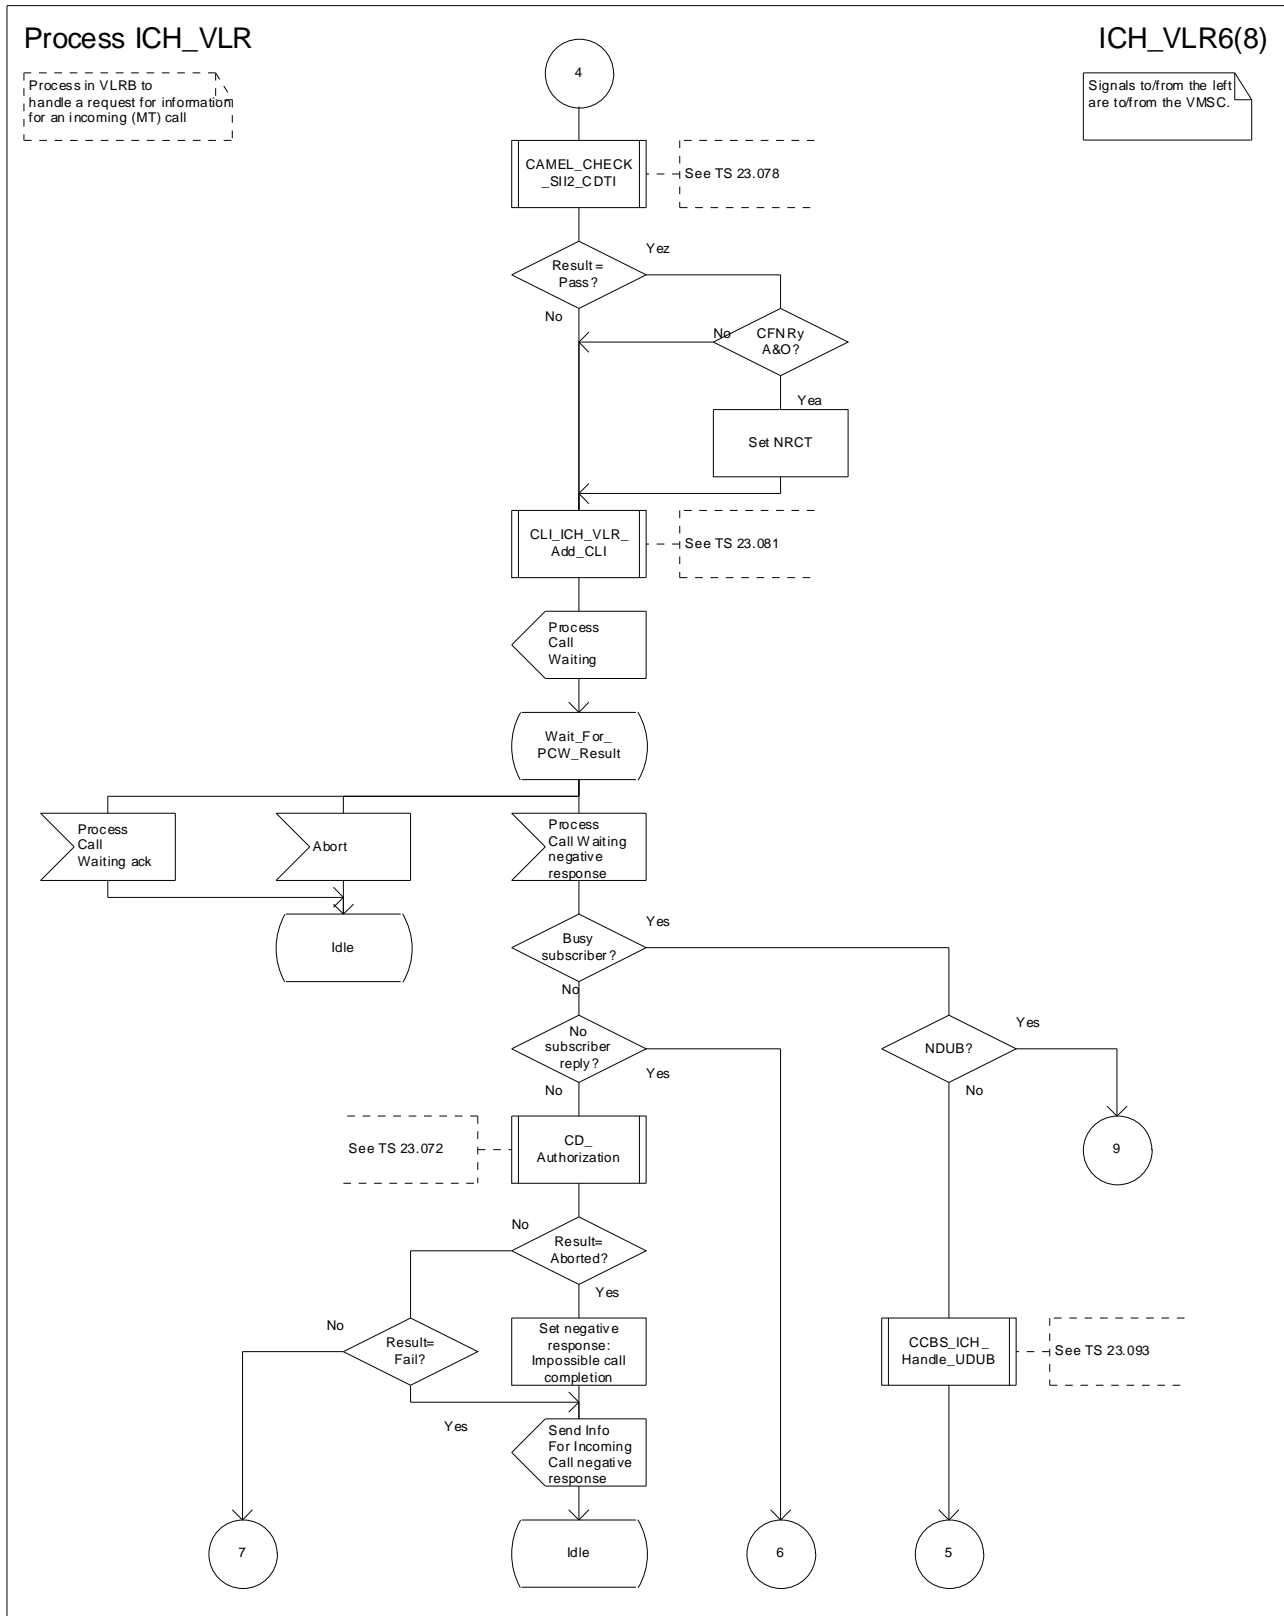 Process ICH_VLR
ICH_VLR6(8)
Process in VLRB to
handle a request for information
for an incoming (MT) call
4
Signals to/from the left
are to/from the VMSC.
CAMEL_CHECK
_SII2_CDTI
See TS 23.078
Yez
Result=
Pass?
No
No
CFNRy
A&O?
Yea
Set NRCT
CLI_ICH_VLR_
Add_CLI
See TS 23.081
Process
Call
Waiting
Wait_For_
PCW_Result
Process
Call
Waiting ack
Abort
Process
Call Waiting
negative
response
Idle
Busy
subscriber?
Yes
No
No
subscriber
reply?
Yes
No
NDUB?
Yes
No
See TS 23.072
CD_
Authorization
9
No
Result=
Aborted?
Yes
No
Result=
Fail?
Yes
Set negative
response:
Impossible call
completion
CCBS_ICH_
Handle_UDUB
See TS 23.093
Send Info
For Incoming
Call negative
response
7
Idle
6
5